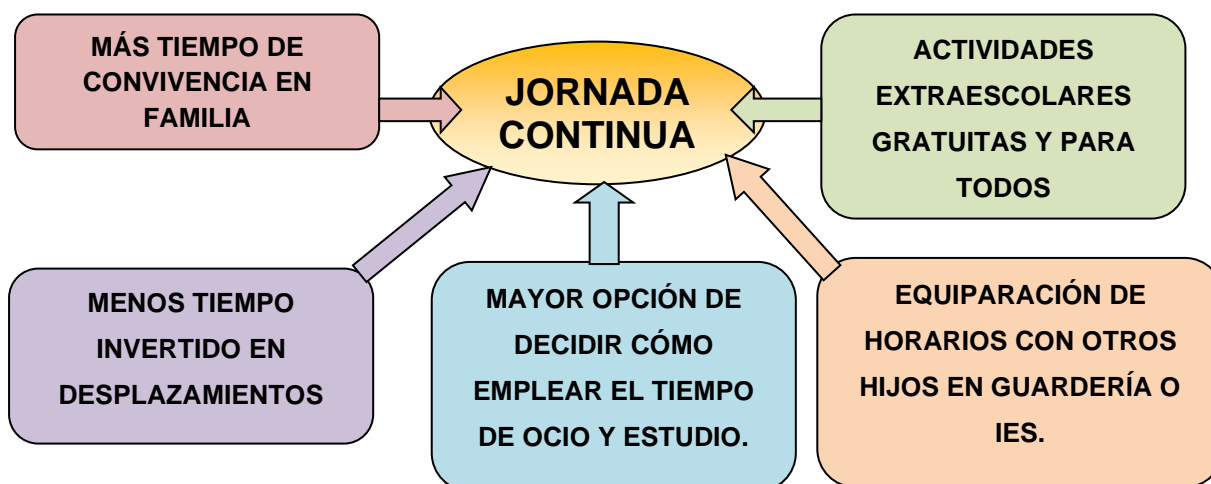 MÁS TIEMPO DE
CONVIVENCIA EN
FAMILIA
JORNADA
CONTINUA
ACTIVIDADES
EXTRAESCOLARES
GRATUITAS Y PARA
TODOS
MENOS TIEMPO
INVERTIDO EN
DESPLAZAMIENTOS
MAYOR OPCIÓN DE
DECIDIR CÓMO
EMPLEAR EL TIEMPO
DE OCIO Y ESTUDIO.
EQUIPARACIÓN DE
HORARIOS CON OTROS
HIJOS EN GUARDERÍA O
IES.